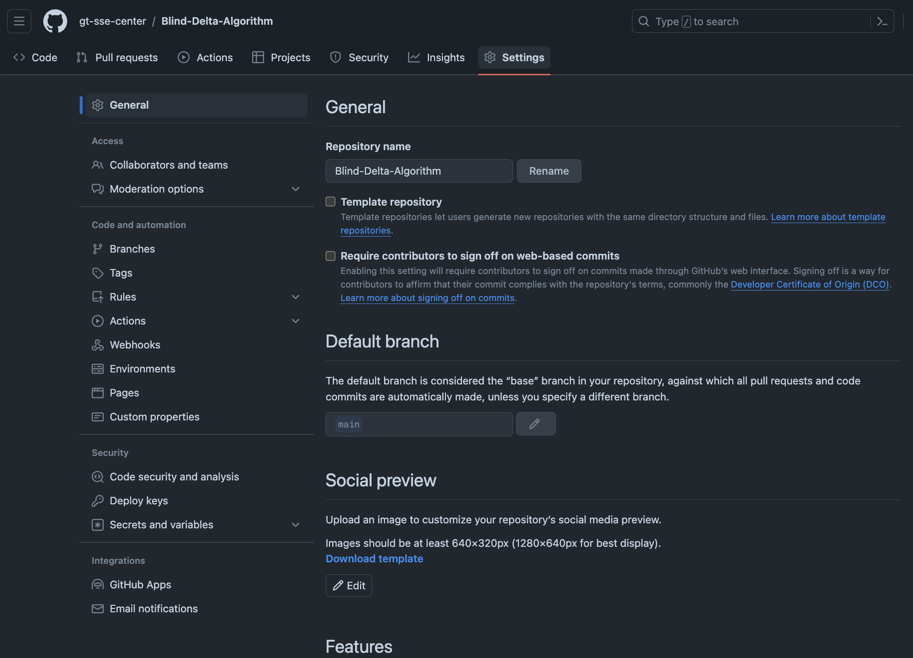 gt-sse-center / Blind-Delta-Algorithm
Type / to search
Code
Pull requests
Actions
Projects
Security
Insights
Settings
General
Access
Collaborators and teams
Moderation options
Code and automation
Branches
Tags
Rules
Actions
Webhooks
Environments
Pages
Custom properties
Security
Code security and analysis
Deploy keys
Secrets and variables
Integrations
GitHub Apps
Email notifications
General
Repository name
Blind-Delta-Algorithm
Rename
Template repository
Template repositories let users generate new repositories with the same directory structure and files. Learn more about template
repositories.
Require contributors to sign off on web-based commits
Enabling this setting will require contributors to sign off on commits made through GitHub's web interface. Signing off is a way for
contributors to affirm that their commit complies with the repository's terms, commonly the Developer Certificate of Origin (DCO).
Learn more about signing off on commits.
Default branch
The default branch is considered the “base” branch in your repository, against which all pull requests and code
commits are automatically made, unless you specify a different branch.
main
Social preview
Upload an image to customize your repository's social media preview.
Images should be at least 640×320px (1280×640px for best display).
Download template
Edit
Features